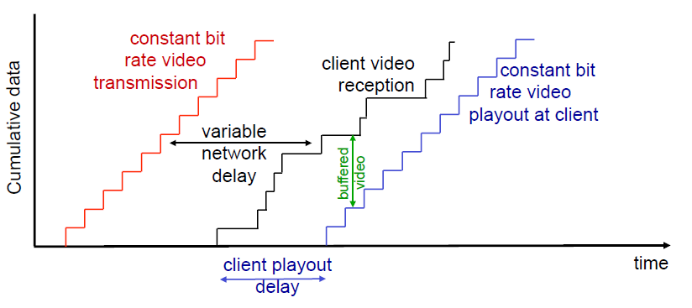 constant bit
rate video
transmission
client video
reception
constant bit
rate video
playout at client
variable
network
delay
buffered
video
Cumulative data
time
client playout
delay